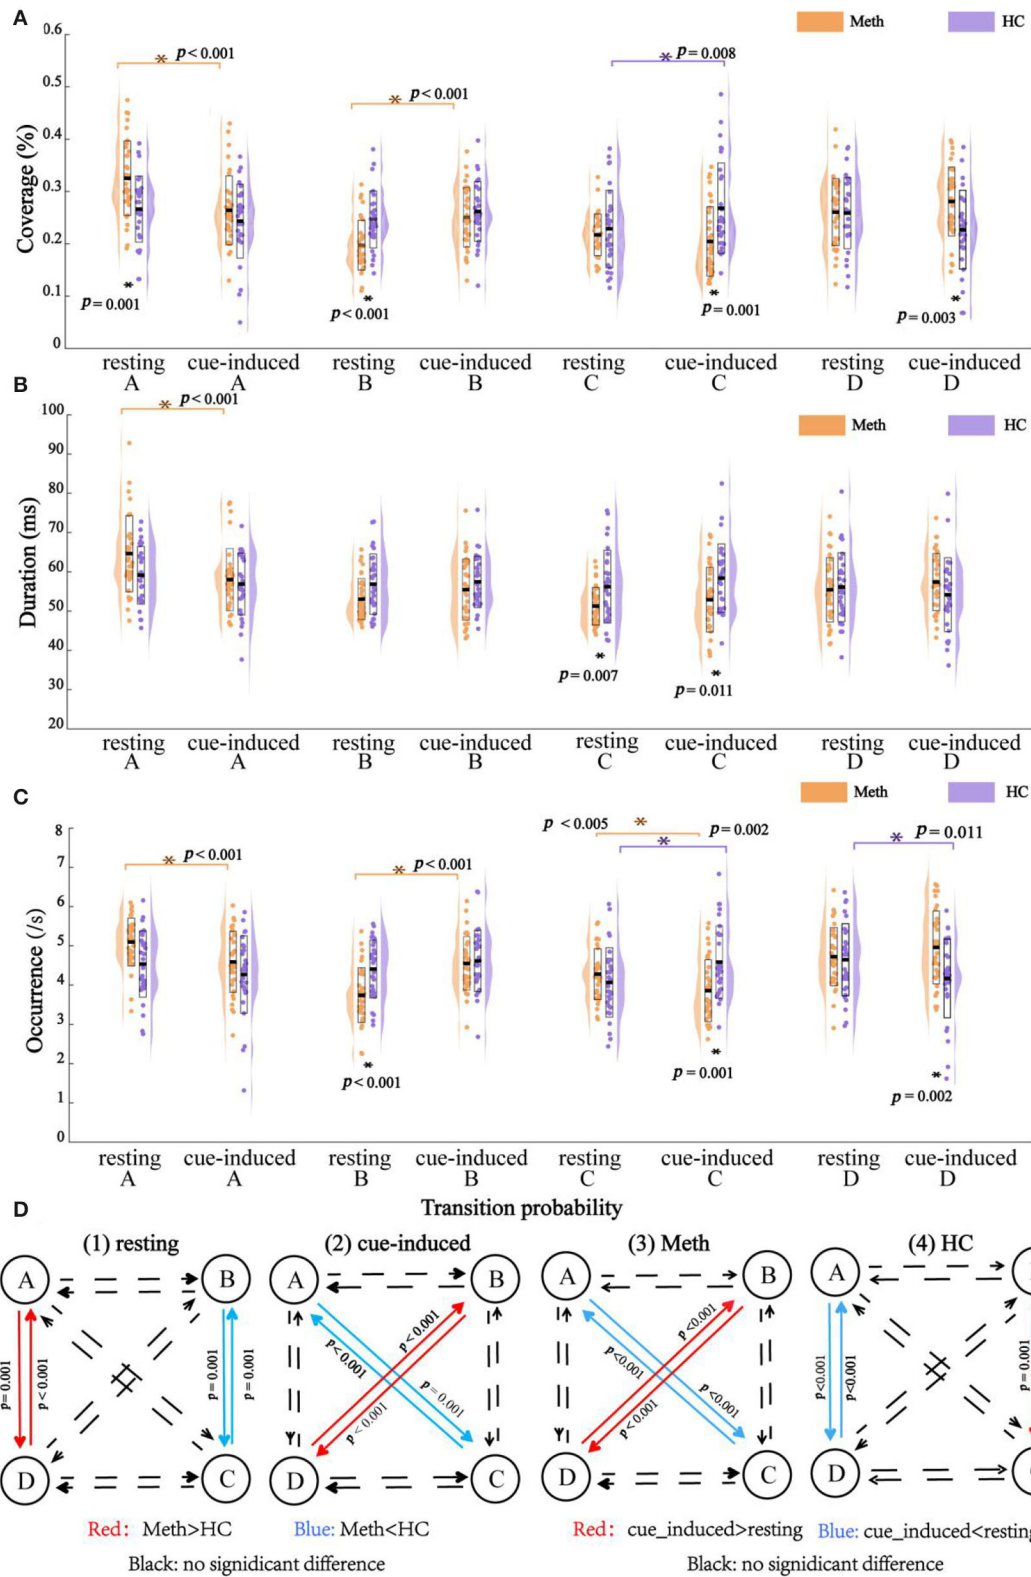 A
Meth HC
0.6
0.5
0.4
0.3
0.2
0.1
0
Coverage (%)
* p < 0.001
* p < 0.001
* p = 0.008
* p = 0.001
* p < 0.001
* p = 0.001
* p = 0.003
resting cue-induced resting cue-induced resting cue-induced resting cue-induced
A A B B C C D D
B
Meth HC
100
90
80
70
60
50
40
30
20
Duration (ms)
* p < 0.001
* p = 0.007
* p = 0.011
resting cue-induced resting cue-induced resting cue-induced resting cue-induced
A A B B C C D D
C
Meth HC
8
7
6
5
4
3
2
1
0
Occurrence (/s)
* p < 0.001
* p < 0.001
p < 0.005 * p = 0.002
*
* p = 0.011
* p < 0.001
* p = 0.001
* p = 0.002
resting cue-induced resting cue-induced resting cue-induced resting cue-induced
A A B B C C D D
D
Transition probability
(1) resting (2) cue-induced (3) Meth (4) HC
A B A B A B A
p = 0.001
p < 0.001
p = 0.001
p = 0.001
p < 0.001
p < 0.001
p = 0.001
p < 0.001
p<0.001
p<0.001
p<0.001
p<0.001
p<0.001
p<0.001
p = 0.001
D C D C D C D
Red: Meth>HC Blue: Meth<HC Red: cue_induced>resting Blue: cue_induced<resting
Black: no signidicant difference Black: no signidicant difference